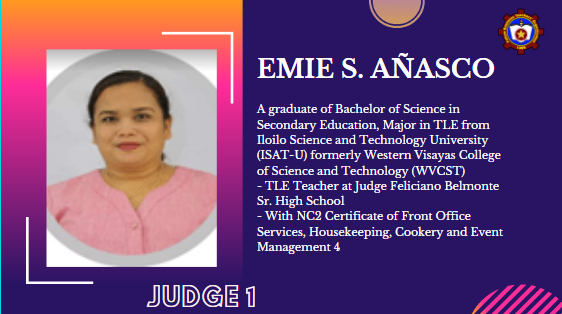 EMIE S. AÑASCO
A graduate of Bachelor of Science in
Secondary Education, Major in TLE from
Iloilo Science and Technology University
(ISAT-U) formerly Western Visayas College
of Science and Technology (WVCST)
- TLE Teacher at Judge Feliciano Belmonte
Sr. High School
- With NC2 Certificate of Front Office
Services, Housekeeping, Cookery and Event
Management 4
JUDGE 1